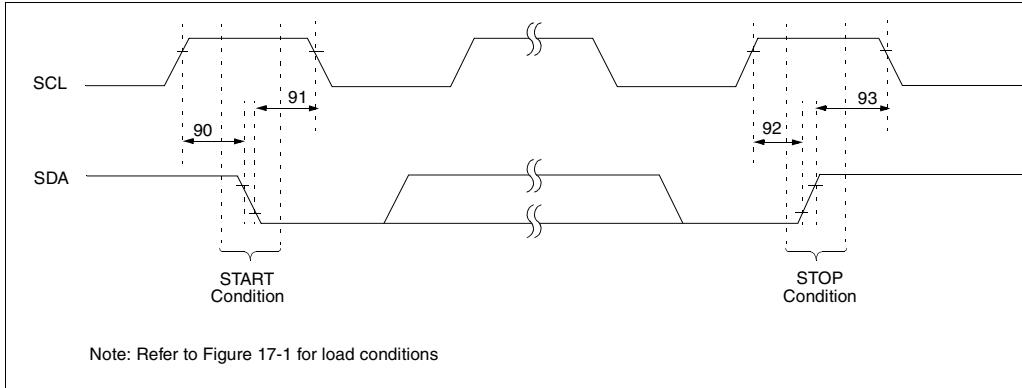 SCL
91
93
90
92
SDA
START
Condition
STOP
Condition
Note: Refer to Figure 17-1 for load conditions